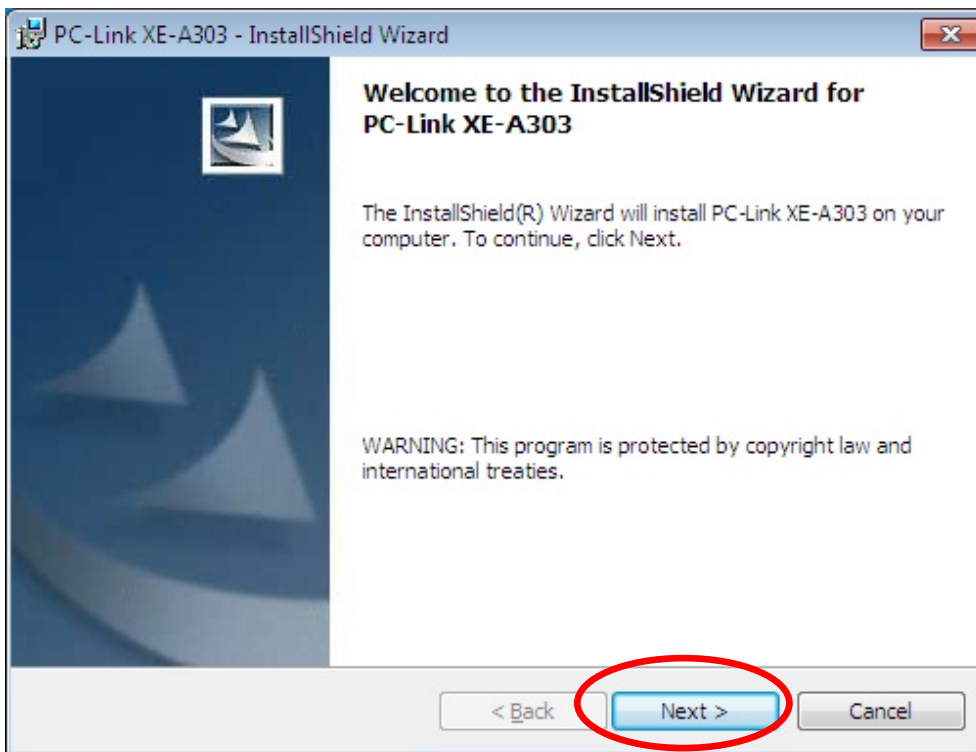 PC-Link XE-A303 - InstallShield Wizard
Welcome to the InstallShield Wizard for
PC-Link XE-A303
The InstallShield(R) Wizard will install PC-Link XE-A303 on your
computer. To continue, click Next.
WARNING: This program is protected by copyright law and
international treaties.
< Back Next > Cancel